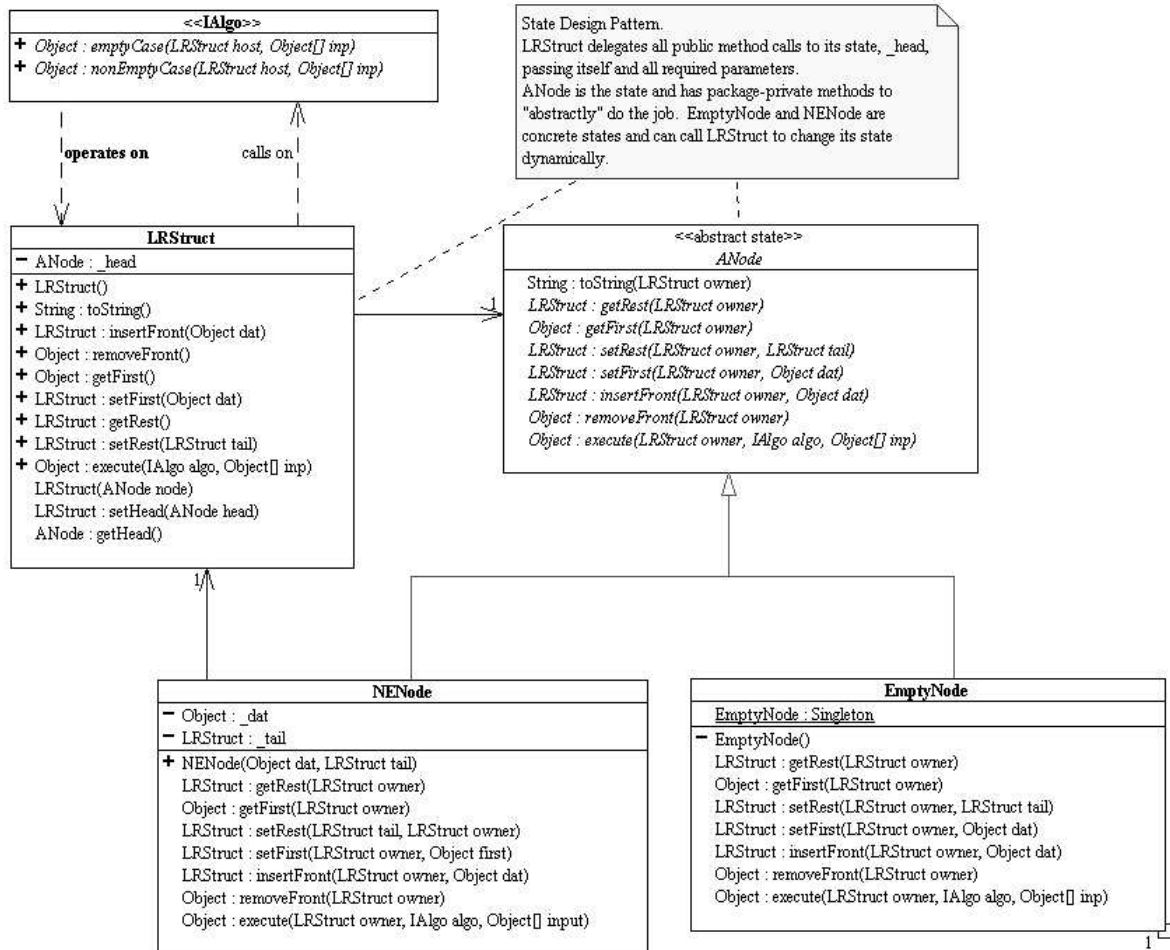 <<IAlgo>>
+ Object : emptyCase(LRStruct host, Object[] inp)
+ Object : nonEmptyCase(LRStruct host, Object[] inp)
State Design Pattern.
LRStruct delegates all public method calls to its state, _head,
passing itself and all required parameters.
ANode is the state and has package-private methods to
"abstractly" do the job. EmptyNode and NENode are
concrete states and can call LRStruct to change its state
dynamically.
operates on
calls on
LRStruct
- ANode : _head
+ LRStruct()
+ String : toString()
+ LRStruct : insertFront(Object dat)
+ Object : removeFront()
+ Object : getFirst()
+ LRStruct : setFirst(Object dat)
+ LRStruct : getRest()
+ LRStruct : setRest(LRStruct tail)
+ Object : execute(IAlgo algo, Object[] inp)
LRStruct(ANode node)
LRStruct : setHead(ANode head)
ANode : getHead()
1
<<abstract state>>
ANode
String : toString(LRStruct owner)
LRStruct : getRest(LRStruct owner)
Object : getFirst(LRStruct owner)
LRStruct : setRest(LRStruct owner, LRStruct tail)
LRStruct : setFirst(LRStruct owner, Object dat)
LRStruct : insertFront(LRStruct owner, Object dat)
Object : removeFront(LRStruct owner)
Object : execute(LRStruct owner, IAlgo algo, Object[] inp)
1
NENode
- Object : _dat
- LRStruct : _tail
+ NENode(Object dat, LRStruct tail)
LRStruct : getRest(LRStruct owner)
Object : getFirst(LRStruct owner)
LRStruct : setRest(LRStruct tail, LRStruct owner)
LRStruct : setFirst(LRStruct owner, Object first)
LRStruct : insertFront(LRStruct owner, Object dat)
Object : removeFront(LRStruct owner)
Object : execute(LRStruct owner, IAlgo algo, Object[] input)
EmptyNode
EmptyNode : Singleton
- EmptyNode()
LRStruct : getRest(LRStruct owner)
Object : getFirst(LRStruct owner)
LRStruct : setRest(LRStruct owner, LRStruct tail)
LRStruct : setFirst(LRStruct owner, Object dat)
LRStruct : insertFront(LRStruct owner, Object dat)
Object : removeFront(LRStruct owner)
Object : execute(LRStruct owner, IAlgo algo, Object[] inp)
1